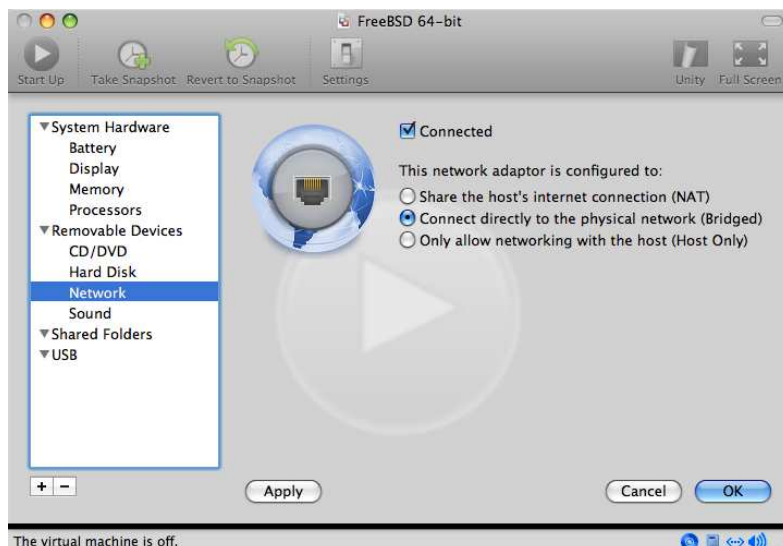 FreeBSD 64-bit
Start Up
Take Snapshot
Revert to Snapshot
Settings
Unity
Full Screen
System Hardware
Battery
Display
Memory
Processors
Removable Devices
CD/DVD
Hard Disk
Network
Sound
Shared Folders
USB
Connected
This network adaptor is configured to:
Share the host's internet connection (NAT)
Connect directly to the physical network (Bridged)
Only allow networking with the host (Host Only)
Apply
Cancel
OK
The virtual machine is off.